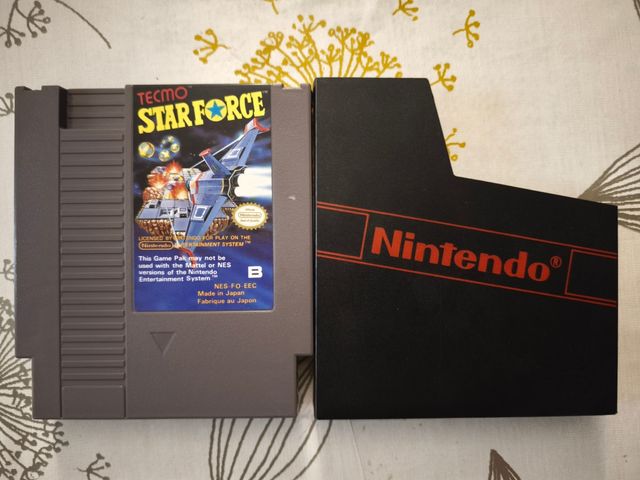 TECMO
STAR FORCE
LICENSED BY NINTENDO FOR PLAY ON THE
Nintendo ENTERTAINMENT SYSTEM™
This Game Pak may not be
used with the Mattel or NES
versions of the Nintendo
Entertainment System™
B
NES-FO-EEC
Made in Japan
Fabriqué au Japon
Nintendo®